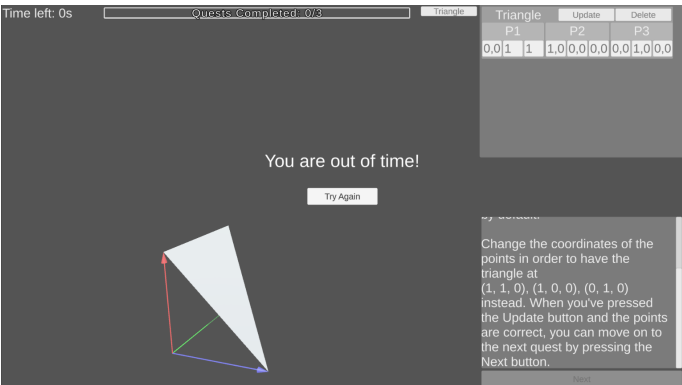 Time left: 0s
Quests Completed: 0/3
Triangle
Triangle Update Delete
P1 P2 P3
0,0 1 1 1,0 0,0 0,0 0,0 1,0 0,0
You are out of time!
Try Again
by default.
Change the coordinates of the
points in order to have the
triangle at
(1, 1, 0), (1, 0, 0), (0, 1, 0)
instead. When you've pressed
the Update button and the points
are correct, you can move on to
the next quest by pressing the
Next button.
Next